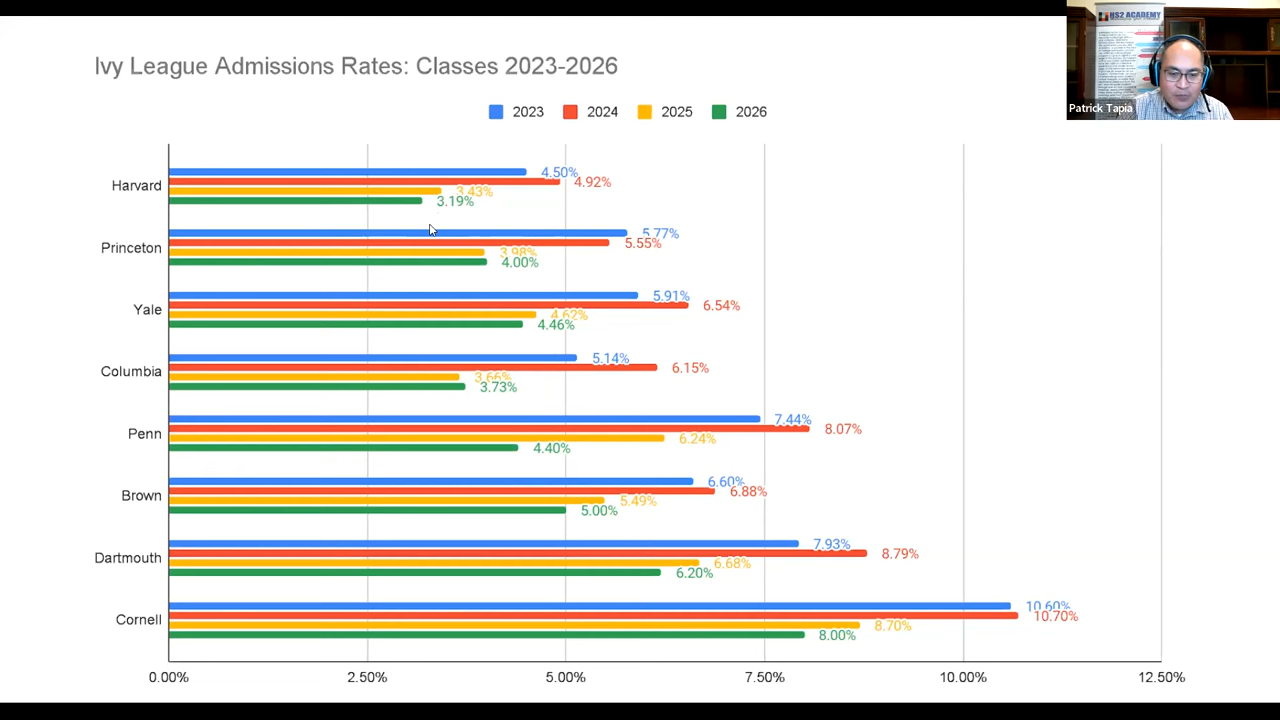 HS2 ACADEMY
Patrick Tapia
Ivy League Admission Rates Classes 2023-2026
2023 2024 2025 2026
Harvard 4.50% 4.92% 3.43% 3.19%
Princeton 5.77% 5.55% 3.98% 4.00%
Yale 5.91% 6.54% 4.62% 4.46%
Columbia 5.14% 6.15% 3.66% 3.73%
Penn 7.44% 8.07% 6.24% 4.40%
Brown 6.60% 6.88% 5.49% 5.00%
Dartmouth 7.93% 8.79% 6.68% 6.20%
Cornell 10.60% 10.70% 8.70% 8.00%
0.00% 2.50% 5.00% 7.50% 10.00% 12.50%